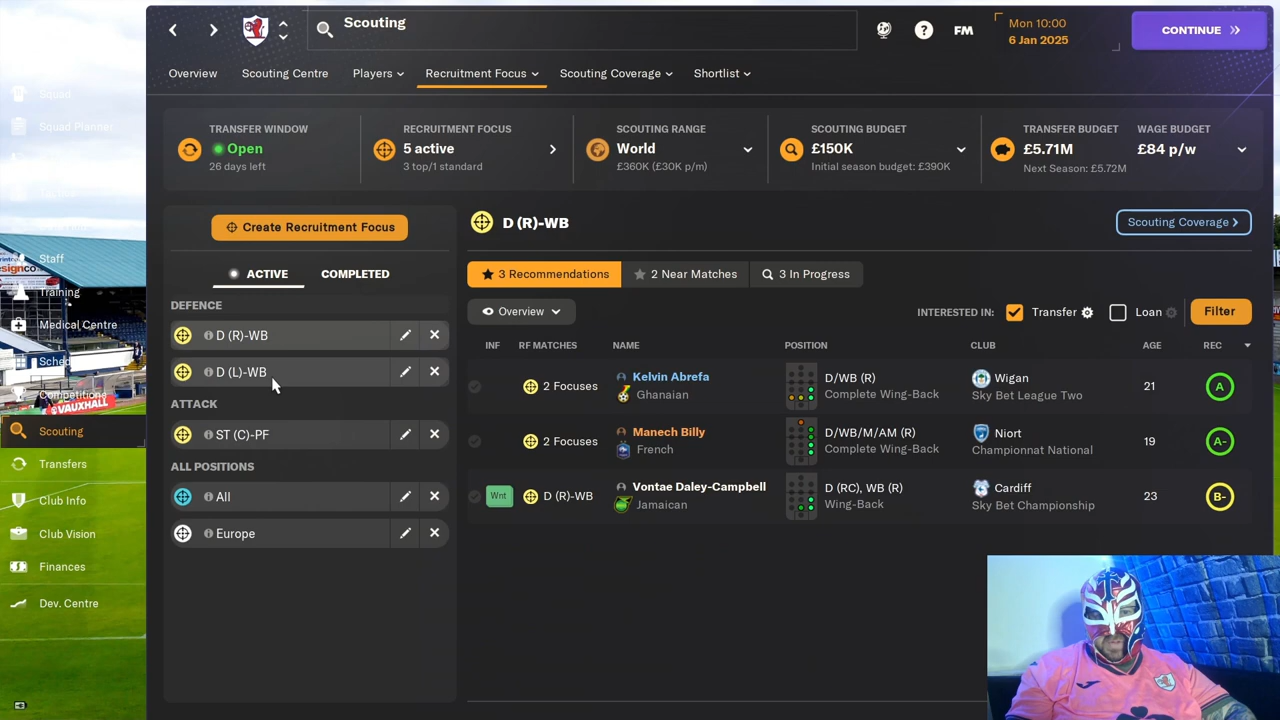 Scouting
FM
Mon 10:00
6 Jan 2025
CONTINUE
Overview
Scouting Centre
Players
Recruitment Focus
Scouting Coverage
Shortlist
TRANSFER WINDOW
Open
26 days left
RECRUITMENT FOCUS
5 active
3 top/1 standard
SCOUTING RANGE
World
£360K (£30K p/m)
SCOUTING BUDGET
£150K
Initial season budget: £390K
TRANSFER BUDGET
£5.71M
Next Season: £5.72M
WAGE BUDGET
£84 p/w
Squad
Squad Planner
Staff
Training
Medical Centre
Sched
Competitions
VAUXHALL
Scouting
Transfers
Club Info
Club Vision
Finances
Dev. Centre
Create Recruitment Focus
ACTIVE
COMPLETED
DEFENCE
D (R)-WB
D (L)-WB
ATTACK
ST (C)-PF
ALL POSITIONS
All
Europe
D (R)-WB
Scouting Coverage >
3 Recommendations
2 Near Matches
3 In Progress
Overview
INTERESTED IN:
Transfer
Loan
Filter
INF
RF MATCHES
NAME
POSITION
CLUB
AGE
REC
2 Focuses
Kelvin Abrefa
Ghanaian
D/WB (R)
Complete Wing-Back
Wigan
Sky Bet League Two
21
A
2 Focuses
Manech Billy
French
D/WB/M/AM (R)
Complete Wing-Back
Niort
Championnat National
19
A-
Wnt
D (R)-WB
Vontae Daley-Campbell
Jamaican
D (RC), WB (R)
Wing-Back
Cardiff
Sky Bet Championship
23
B-